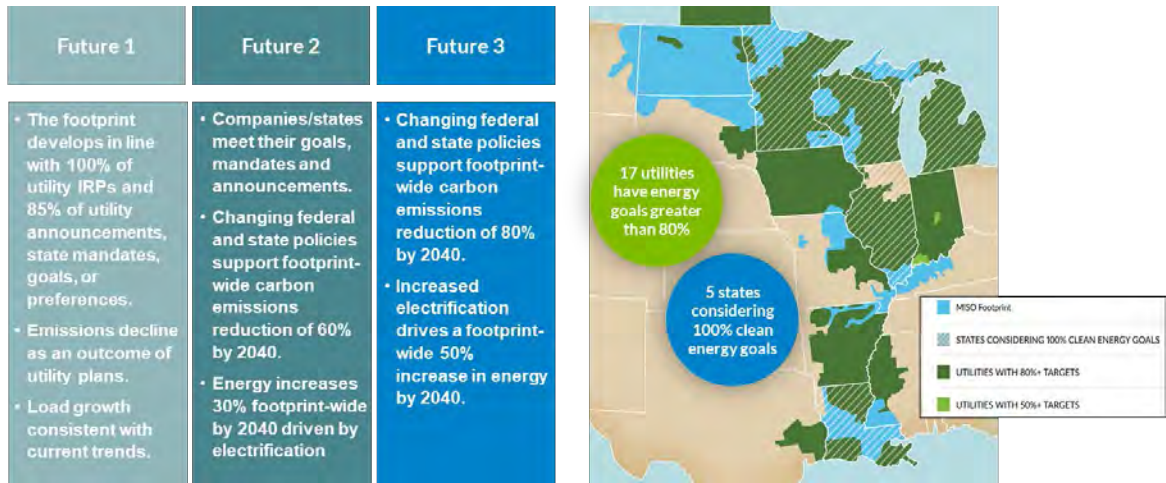 Future 1
• The footprint
develops in line
with 100% of
utility IRPs and
85% of utility
announcements,
state mandates,
goals, or
preferences.
• Emissions decline
as an outcome of
utility plans.
• Load growth
consistent with
current trends.
Future 2
• Companies/states
meet their goals,
mandates and
announcements.
• Changing federal
and state policies
support footprint-
wide carbon
emissions
reduction of 60%
by 2040.
• Energy increases
30% footprint-wide
by 2040 driven by
electrification
Future 3
• Changing federal
and state policies
support footprint-
wide carbon
emissions
reduction of 80%
by 2040.
• Increased
electrification
drives a footprint-
wide 50%
increase in energy
by 2040.
17 utilities
have energy
goals greater
than 80%
5 states
considering
100% clean
energy goals
MISO Footprint
STATES CONSIDERING 100% CLEAN ENERGY GOALS
UTILITIES WITH 80%+ TARGETS
UTILITIES WITH 50%+ TARGETS